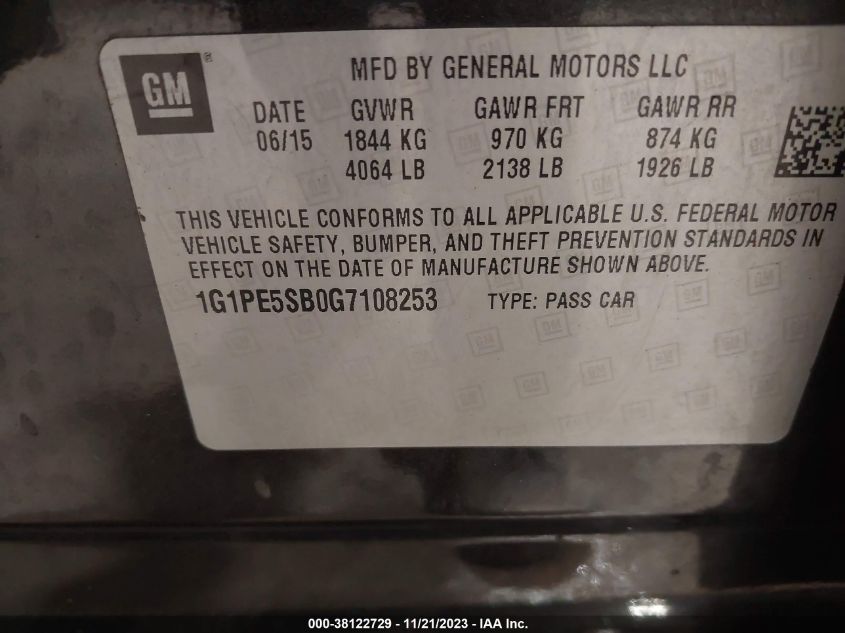 GM ® MFD BY GENERAL MOTORS LLC
DATE GVWR GAWR FRT GAWR RR
06/15 1844 KG 970 KG 874 KG
4064 LB 2138 LB 1926 LB
THIS VEHICLE CONFORMS TO ALL APPLICABLE U.S. FEDERAL MOTOR
VEHICLE SAFETY, BUMPER, AND THEFT PREVENTION STANDARDS IN
EFFECT ON THE DATE OF MANUFACTURE SHOWN ABOVE.
1G1PE5SB0G7108253 TYPE: PASS CAR
000-38122729 - 11/21/2023 - IAA Inc.